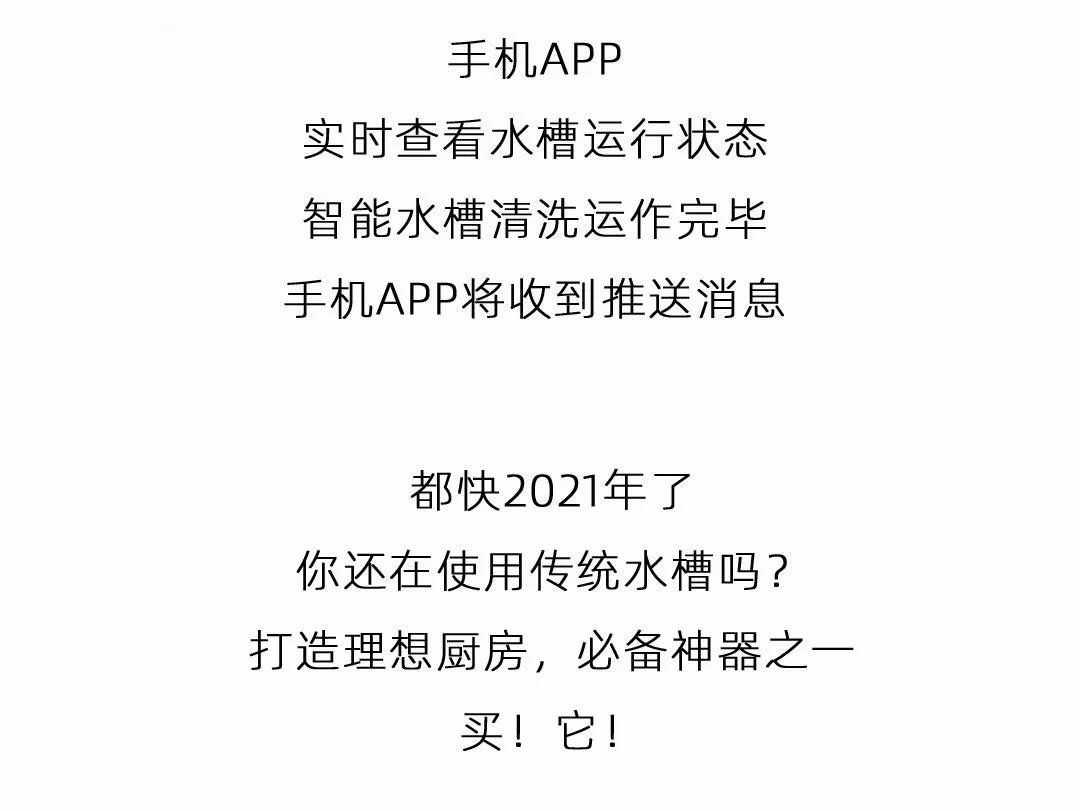 手机APP
实时查看水槽运行状态
智能水槽清洗运作完毕
手机APP将收到推送消息
都快2021年了
你还在使用传统水槽吗？
打造理想厨房，必备神器之一
买！它！